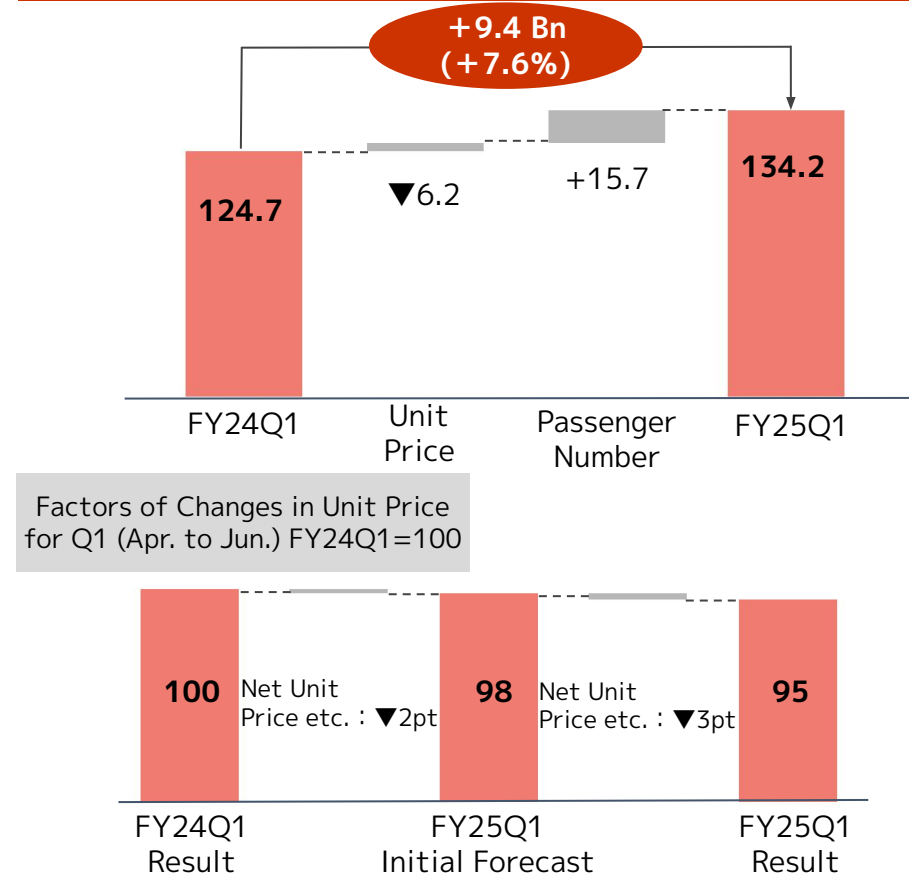 +9.4 Bn
(+7.6%)
124.7
▼6.2
+15.7
134.2
FY24Q1
Unit
Price
Passenger
Number
FY25Q1
Factors of Changes in Unit Price
for Q1 (Apr. to Jun.) FY24Q1=100
100
Net Unit
Price etc.：▼2pt
98
Net Unit
Price etc.：▼3pt
95
FY24Q1
Result
FY25Q1
Initial Forecast
FY25Q1
Result